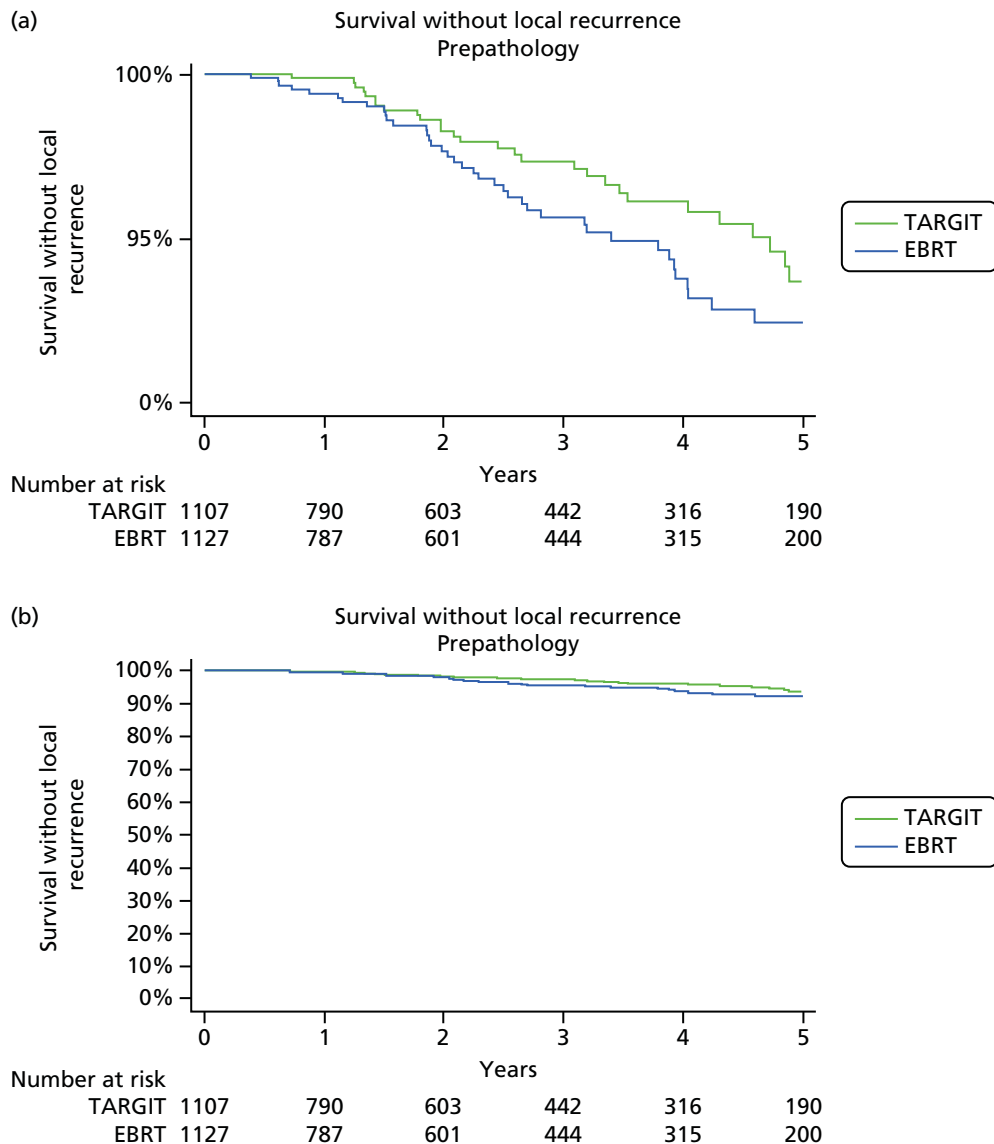 (a)
Survival without local recurrence
Prepathology
100%
95%
0%
Survival without local
recurrence
0 1 2 3 4 5
Years
TARGIT
EBRT
Number at risk
TARGIT 1107 790 603 442 316 190
EBRT 1127 787 601 444 315 200
(b)
Survival without local recurrence
Prepathology
100%
90%
80%
70%
60%
50%
40%
30%
20%
10%
0%
Survival without local
recurrence
0 1 2 3 4 5
Years
TARGIT
EBRT
Number at risk
TARGIT 1107 790 603 442 316 190
EBRT 1127 787 601 444 315 200